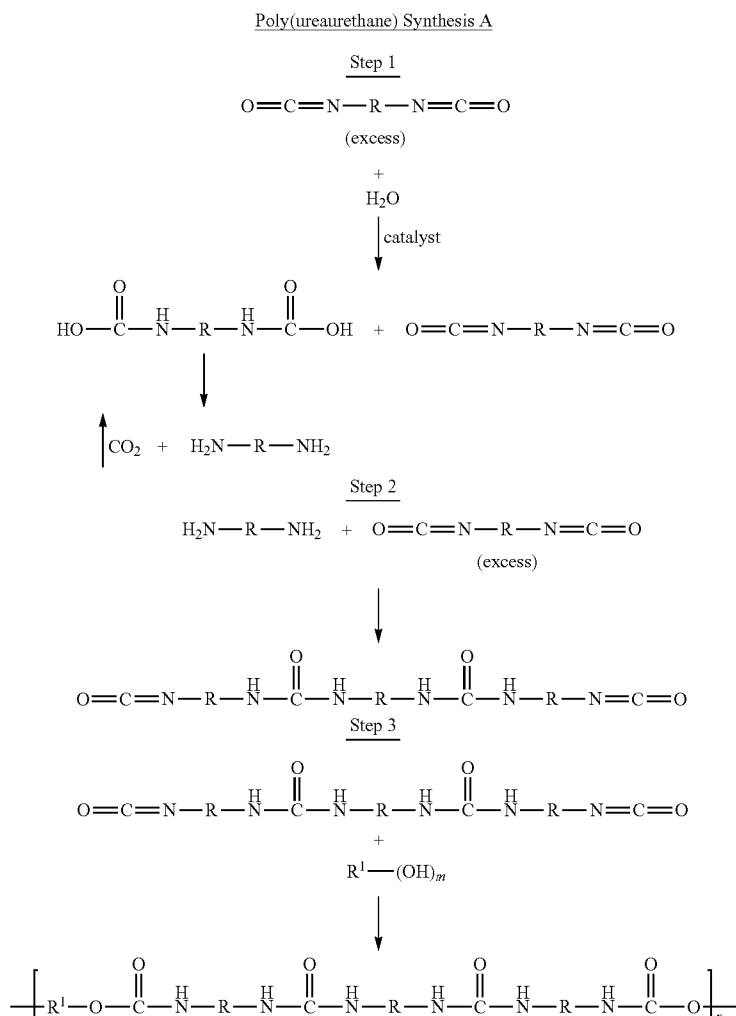 Poly(ureaurethane) Synthesis A
Step 1
O=C=N—R—N=C=O
(excess)
+
H₂O
catalyst
O O
HO—C—N—R—N—C—OH + O=C=N—R—N=C=O
H H
CO₂ + H₂N—R—NH₂
Step 2
H₂N—R—NH₂ + O=C=N—R—N=C=O
(excess)
O O
H H H H
O=C=N—R—N—C—N—R—N—C—N—R—N=C=O
Step 3
O O
H H H H
O=C=N—R—N—C—N—R—N—C—N—R—N=C=O
+
R¹—(OH)m
O O O O
H H H H H H
R¹—O—C—N—R—N—C—N—R—N—C—N—R—N—C—O